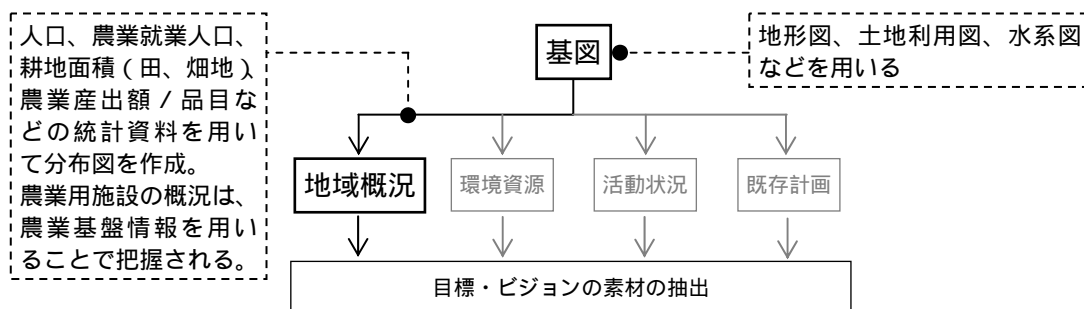 人口、農業就業人口、
耕地面積(田、畑地)、
農業産出額/品目な
どの統計資料を用い
て分布図を作成。
農業用施設の概況は、
農業基盤情報を用い
ることで把握される。
基図
地形図、土地利用図、水系図
などを用いる
地域概況
環境資源
活動状況
既存計画
目標・ビジョンの素材の抽出